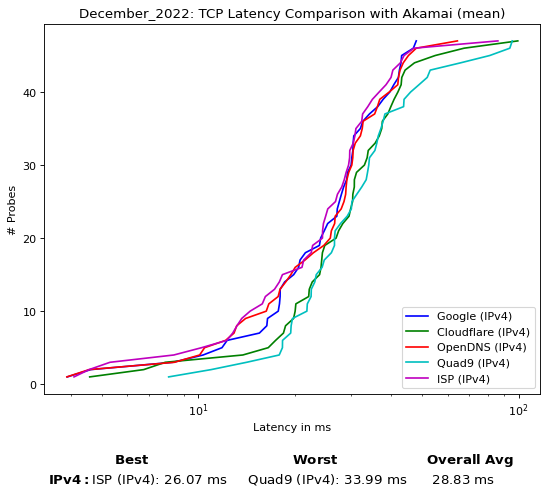 December_2022: TCP Latency Comparison with Akamai (mean)
# Probes
40
30
20
10
0
10¹
10²
Latency in ms
Google (IPv4)
Cloudflare (IPv4)
OpenDNS (IPv4)
Quad9 (IPv4)
ISP (IPv4)
Best Worst Overall Avg
IPv4: ISP (IPv4): 26.07 ms Quad9 (IPv4): 33.99 ms 28.83 ms